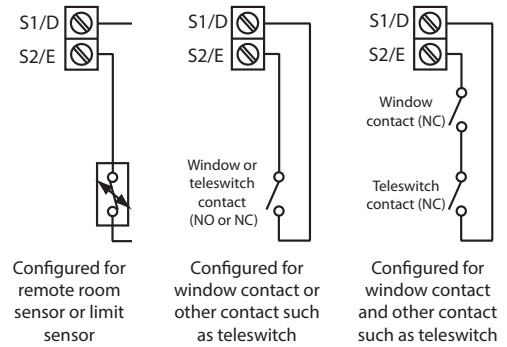 S1/D
S2/E
Configured for
remote room
sensor or limit
sensor
S1/D
S2/E
Window or
teleswitch
contact
(NO or NC)
Configured for
window contact or
other contact such
as teleswitch
S1/D
S2/E
Window
contact (NC)
Teleswitch
contact (NC)
Configured for
window contact
and other contact
such as teleswitch